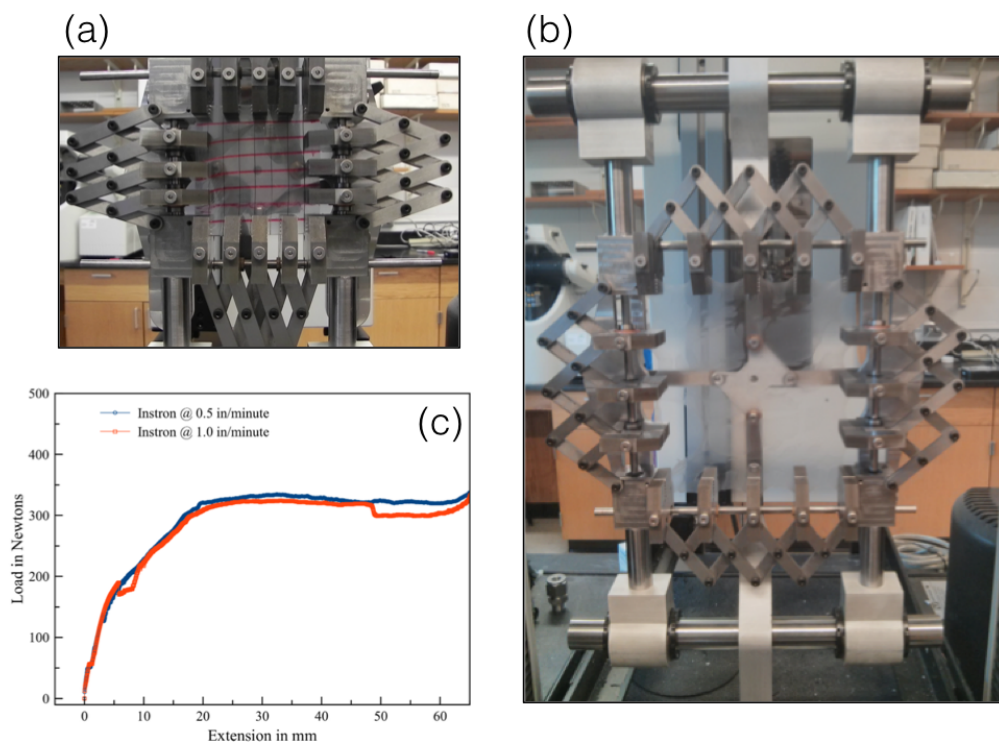 (a)
(b)
(c)
500
400
300
200
100
0
Load in Newtons
Instron @ 0.5 in/minute
Instron @ 1.0 in/minute
0
10
20
30
40
50
60
Extension in mm